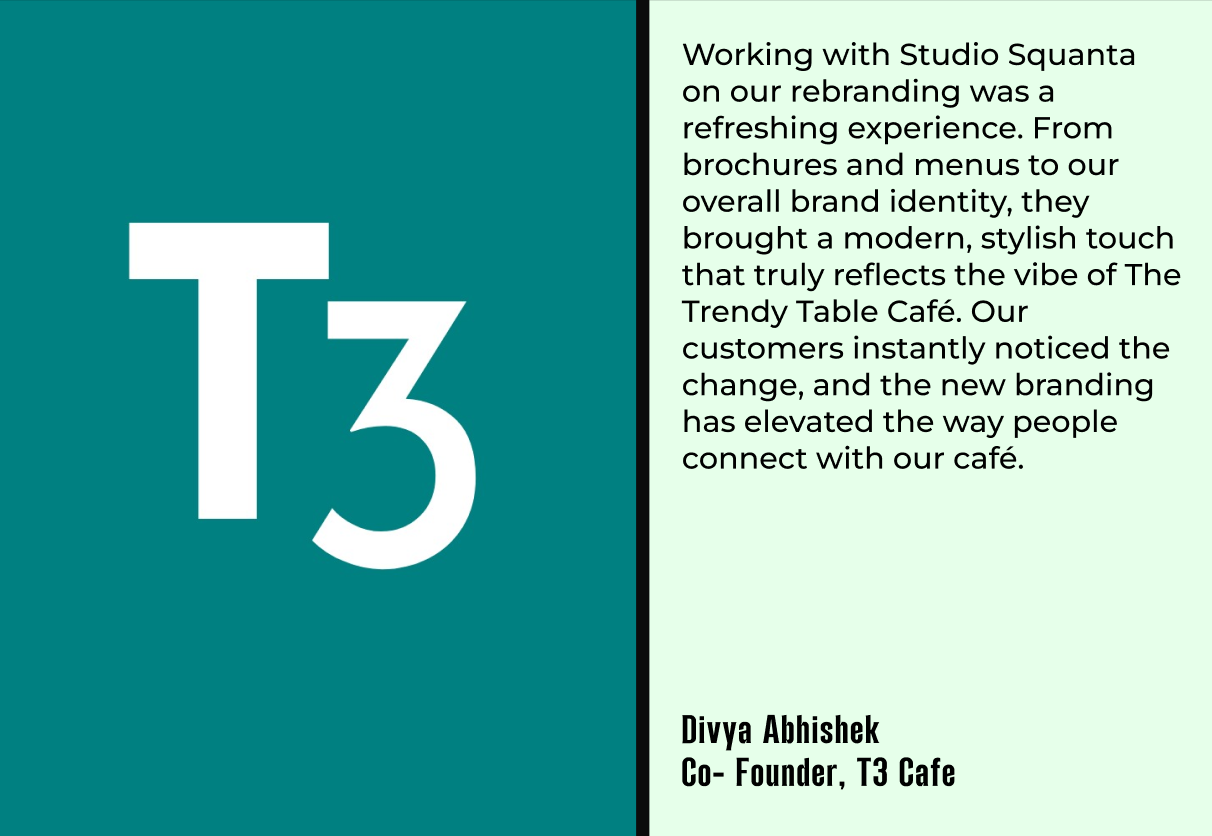 T3
Working with Studio Squanta
on our rebranding was a
refreshing experience. From
brochures and menus to our
overall brand identity, they
brought a modern, stylish touch
that truly reflects the vibe of The
Trendy Table Café. Our
customers instantly noticed the
change, and the new branding
has elevated the way people
connect with our café.
Divya Abhishek
Co- Founder, T3 Cafe